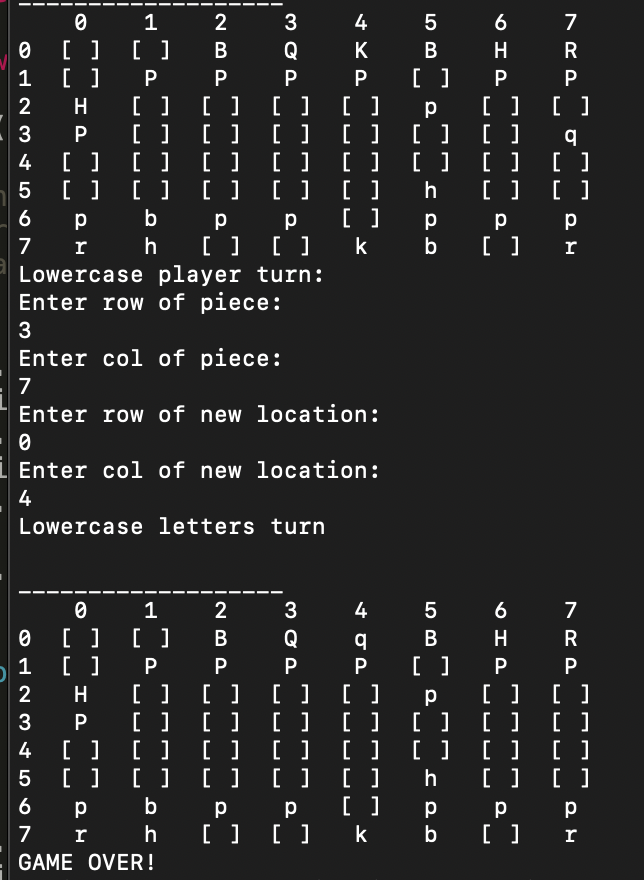 ___________________
0 1 2 3 4 5 6 7
0 [ ] [ ] B Q K B H R
1 [ ] P P P P [ ] P P
2 H [ ] [ ] [ ] [ ] p [ ] [ ]
3 P [ ] [ ] [ ] [ ] [ ] [ ] q
4 [ ] [ ] [ ] [ ] [ ] [ ] [ ] [ ]
5 [ ] [ ] [ ] [ ] [ ] h [ ] [ ]
6 p b p p [ ] p p p
7 r h [ ] [ ] k b [ ] r
Lowercase player turn:
Enter row of piece:
3
Enter col of piece:
7
Enter row of new location:
0
Enter col of new location:
4
Lowercase letters turn
___________________
0 1 2 3 4 5 6 7
0 [ ] [ ] B Q q B H R
1 [ ] P P P P [ ] P P
2 H [ ] [ ] [ ] [ ] p [ ] [ ]
3 P [ ] [ ] [ ] [ ] [ ] [ ] [ ]
4 [ ] [ ] [ ] [ ] [ ] [ ] [ ] [ ]
5 [ ] [ ] [ ] [ ] [ ] h [ ] [ ]
6 p b p p [ ] p p p
7 r h [ ] [ ] k b [ ] r
GAME OVER!